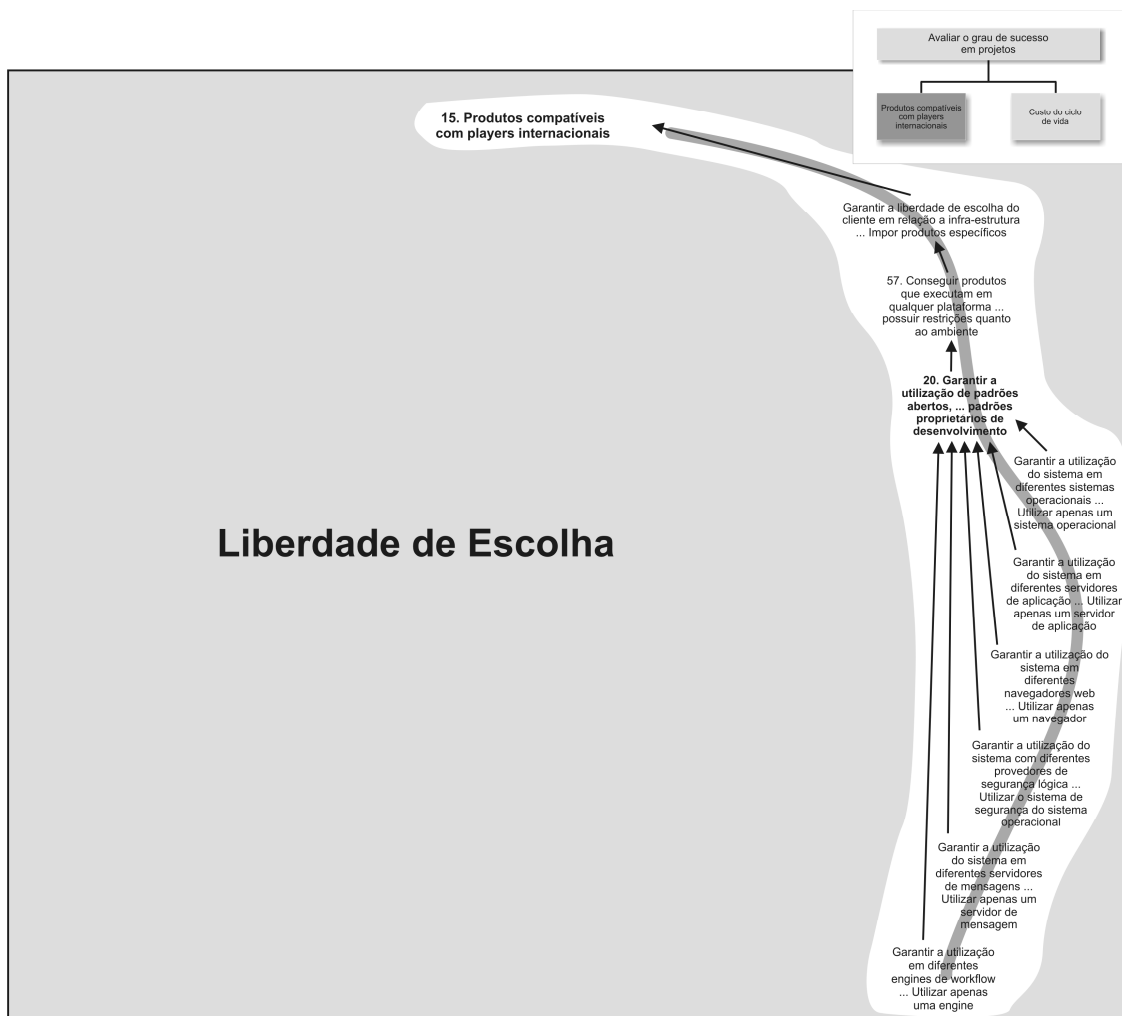 Avaliar o grau de sucesso
em projetos
Produtos compatíveis
com players
internacionais
Custo do ciclo
de vida
15. Produtos compatíveis
com players internacionais
Garantir a liberdade de escolha do
cliente em relação a infra-estrutura
... Impor produtos específicos
57. Conseguir produtos
que executam em
qualquer plataforma ...
possuir restrições quanto
ao ambiente
20. Garantir a
utilização de padrões
abertos, ... padrões
proprietários de
desenvolvimento
Garantir a utilização
do sistema em
diferentes sistemas
operacionais ...
Utilizar apenas um
sistema operacional
Liberdade de Escolha
Garantir a utilização
do sistema em
diferentes servidores
de aplicação ... Utilizar
apenas um servidor
de aplicação
Garantir a utilização do
sistema em
diferentes
navegadores web
... Utilizar apenas
um navegador
Garantir a utilização do
sistema com diferentes
provedores de
segurança lógica ...
Utilizar o sistema de
segurança do sistema
operacional
Garantir a utilização
do sistema em
diferentes servidores
de mensagens ...
Utilizar apenas um
servidor de
mensagem
Garantir a utilização
em diferentes
engines de workflow
... Utilizar apenas
uma engine